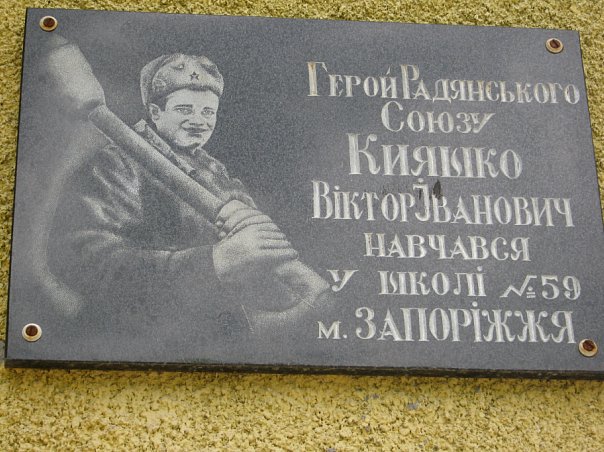 Герой Радянського
Союзу
Кияшко
Віктор Іванович
навчався
у школі №59
м. Запоріжжя